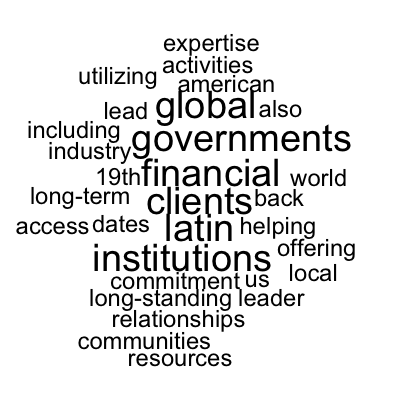 expertise
activities
utilizing
american
lead global also
including
governments
industry
19th financial world
long-term clients back
access dates latin helping
offering
institutions
local
commitment us
long-standing leader
relationships
communities
resources